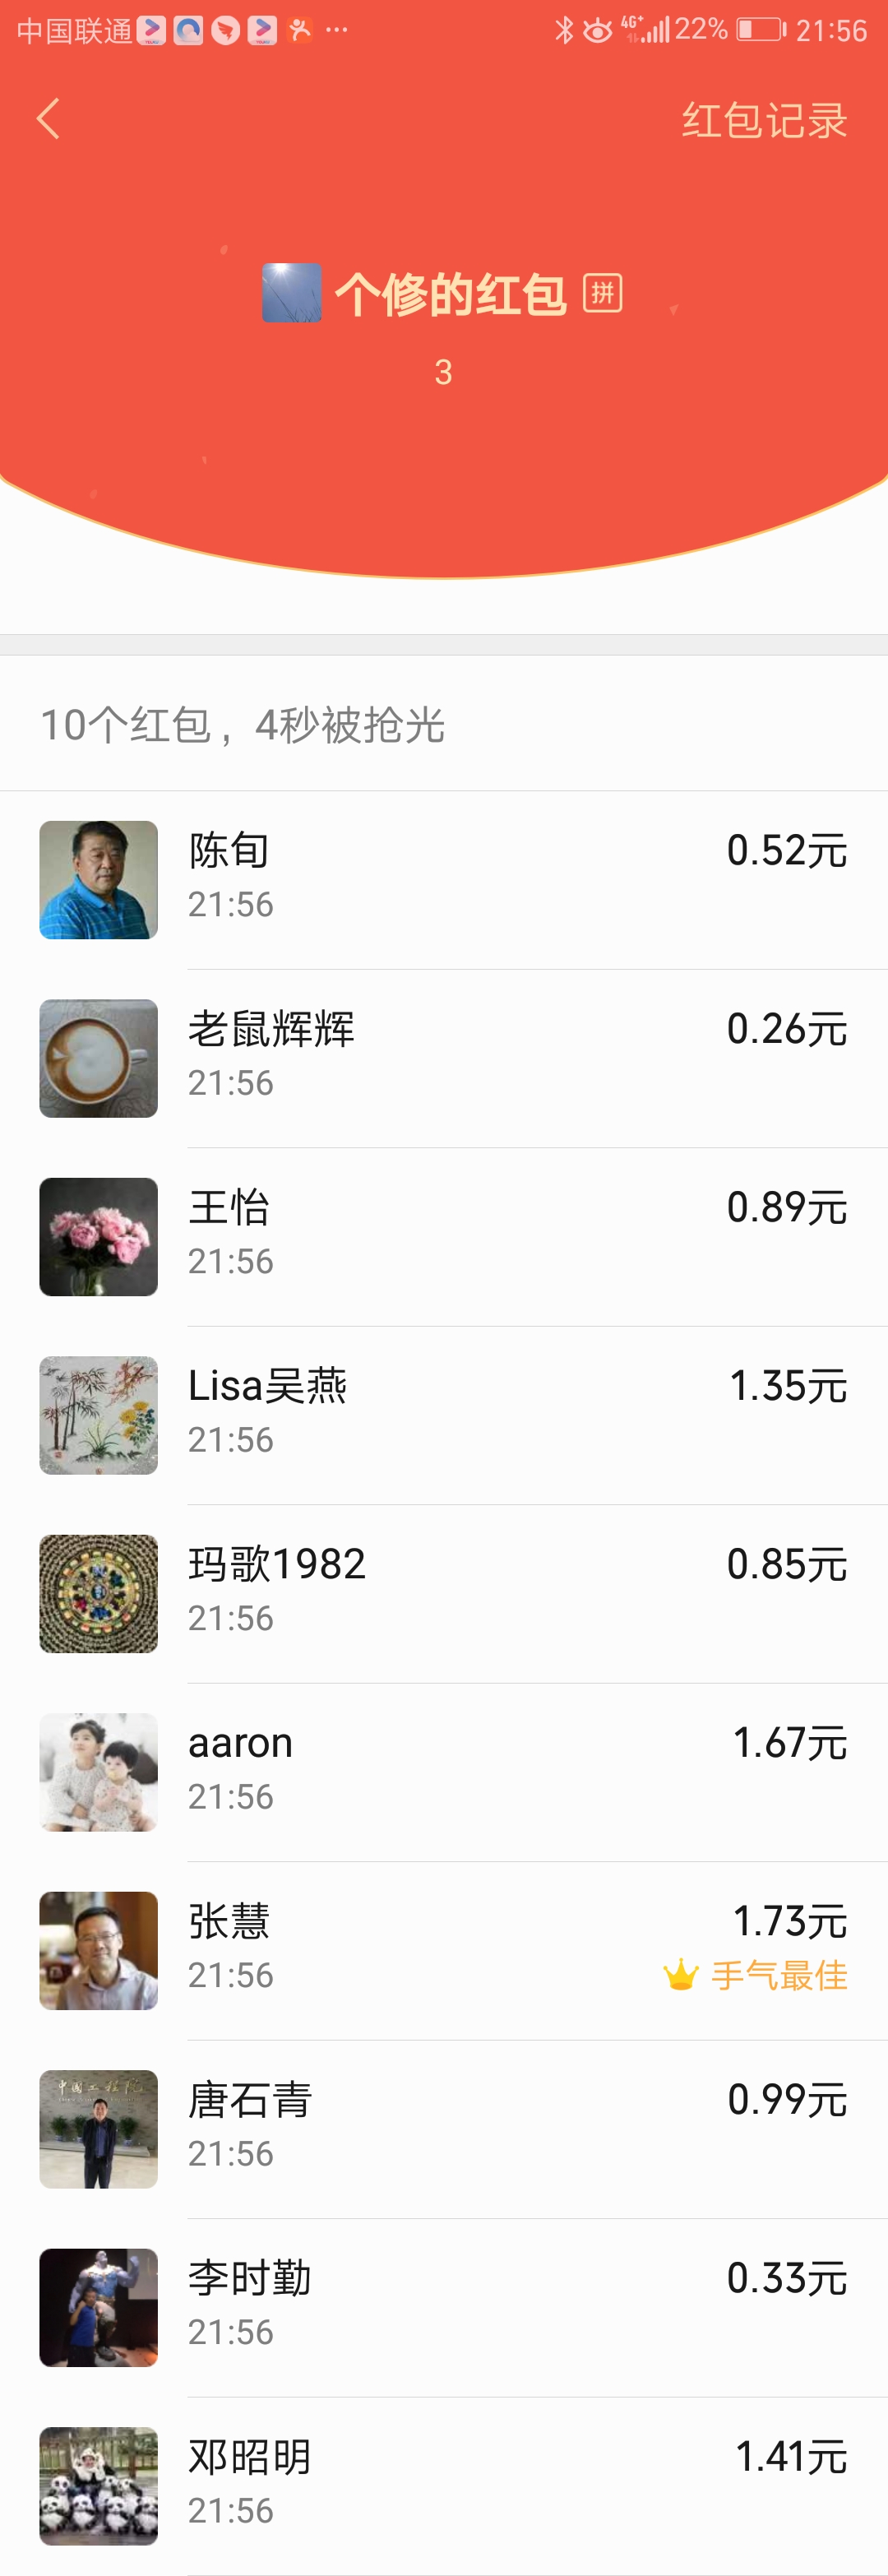 中国联通 ... 4G+ 22% 21:56
红包记录
个修的红包 拼
3
10个红包，4秒被抢光
陈旬 0.52元
21:56
老鼠辉辉 0.26元
21:56
王怡 0.89元
21:56
Lisa吴燕 1.35元
21:56
玛歌1982 0.85元
21:56
aaron 1.67元
21:56
张慧 1.73元
21:56 手气最佳
唐石青 0.99元
21:56
中国工程院
李时勤 0.33元
21:56
邓昭明 1.41元
21:56